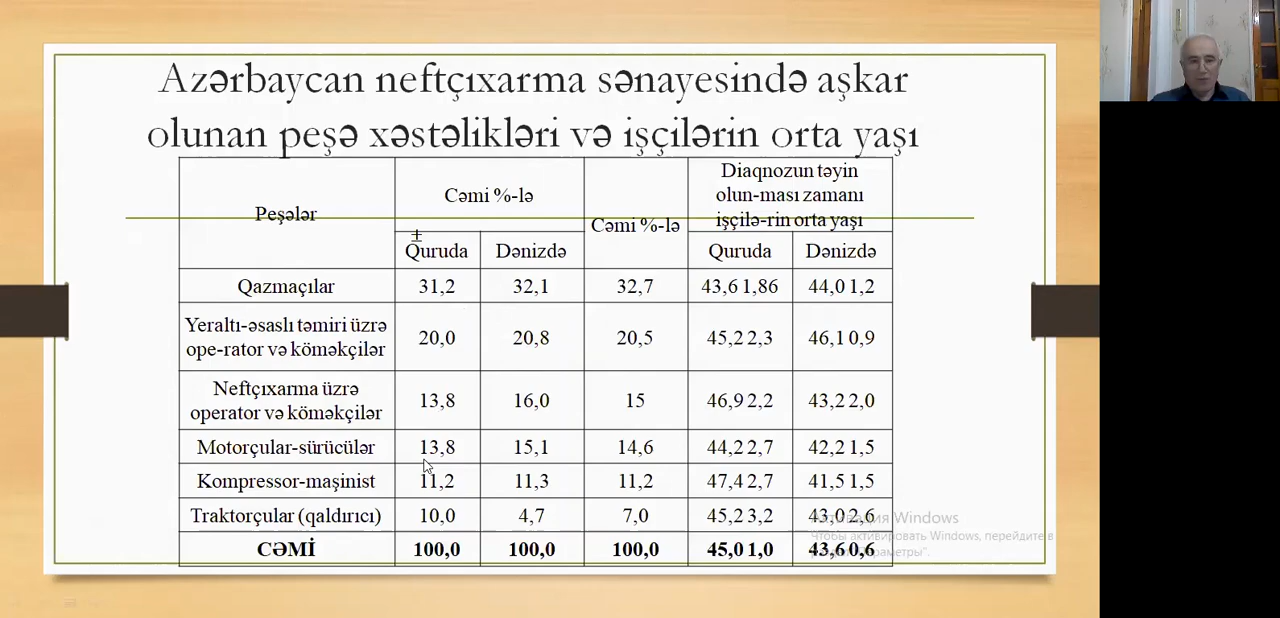 Azərbaycan neftçıxarma sənayesində aşkar
olunan peşə xəstəlikləri və işçilərin orta yaşı
Peşələr
Cəmi %-lə
Cəmi %-lə
Diaqnozun təyin
olun-ması zamanı
işçilə-rin orta yaşı
±
Quruda Dənizdə Quruda Dənizdə
Qazmaçılar 31,2 32,1 32,7 43,6 1,86 44,0 1,2
Yeraltı-əsaslı təmiri üzrə
ope-rator və köməkçilər
20,0 20,8 20,5 45,2 2,3 46,1 0,9
Neftçıxarma üzrə
operator və köməkçilər
13,8 16,0 15 46,9 2,2 43,2 2,0
Motorçular-sürücülər 13,8 15,1 14,6 44,2 2,7 42,2 1,5
Kompressor-maşinist 11,2 11,3 11,2 47,4 2,7 41,5 1,5
Traktorçular (qaldırıcı) 10,0 4,7 7,0 45,2 3,2 43,0 2,6
CƏMİ 100,0 100,0 100,0 45,0 1,0 43,6 0,6
Активация Windows
Чтобы активировать Windows, перейдите в
"Параметры".